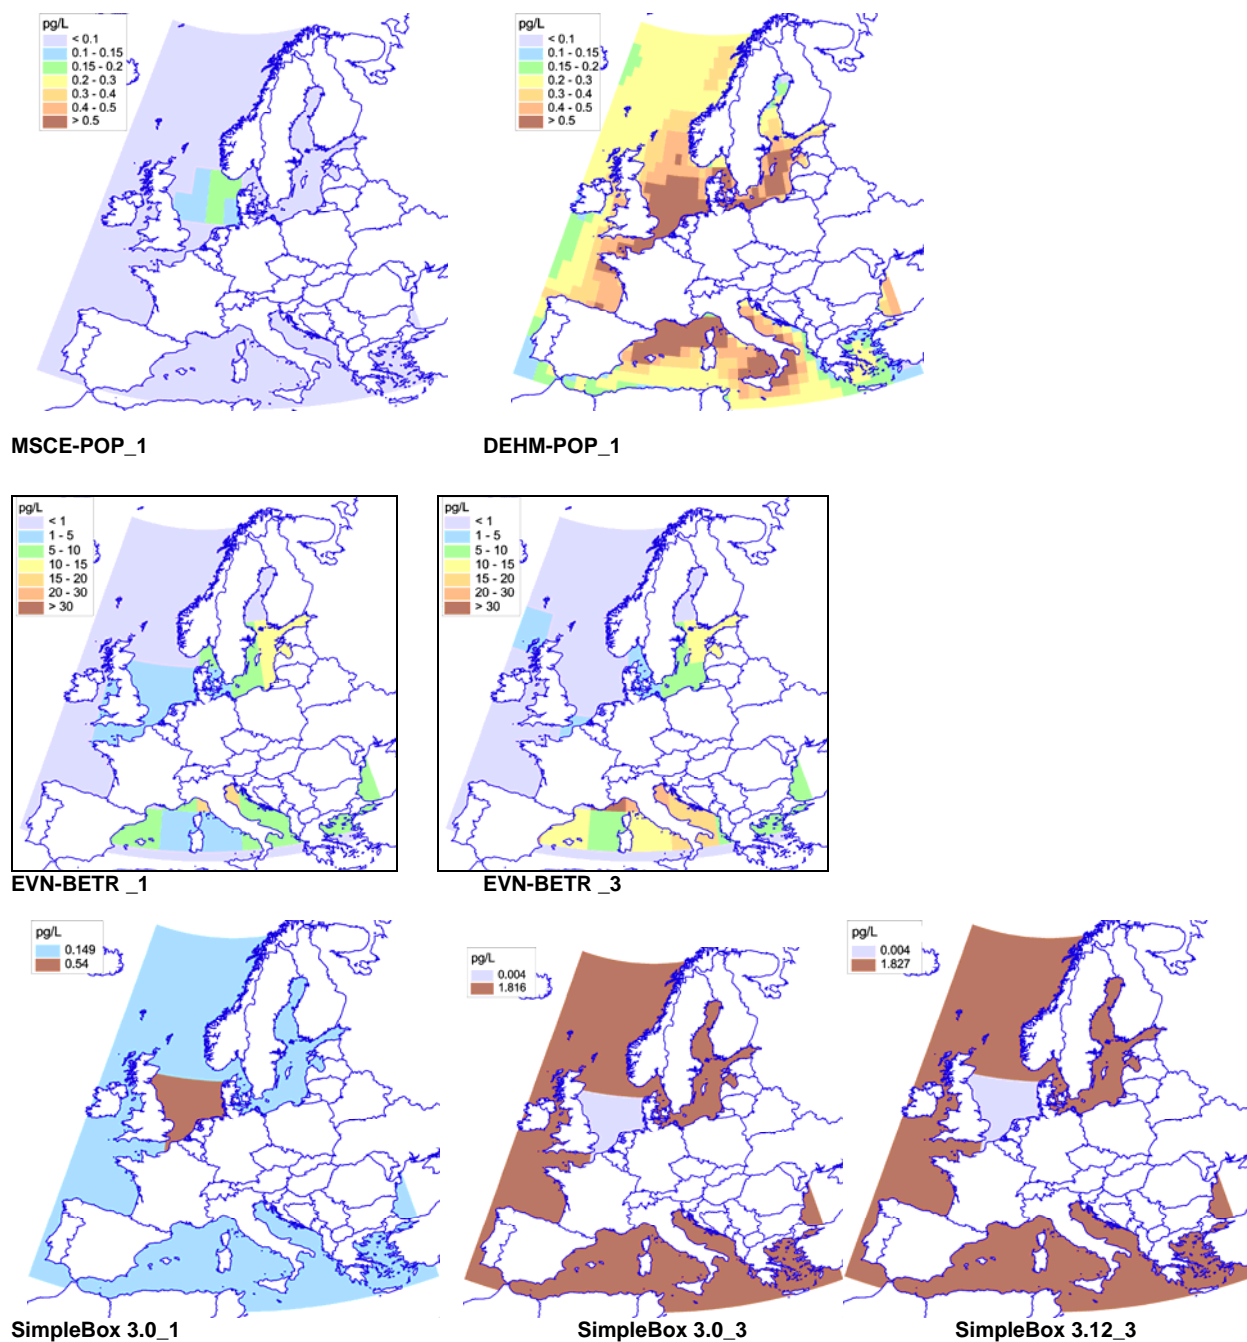 pg/L
< 0.1
0.1 - 0.15
0.15 - 0.2
0.2 - 0.3
0.3 - 0.4
0.4 - 0.5
> 0.5
pg/L
< 0.1
0.1 - 0.15
0.15 - 0.2
0.2 - 0.3
0.3 - 0.4
0.4 - 0.5
> 0.5
MSCE-POP_1
DEHM-POP_1
pg/L
< 1
1 - 5
5 - 10
10 - 15
15 - 20
20 - 30
> 30
pg/L
< 1
1 - 5
5 - 10
10 - 15
15 - 20
20 - 30
> 30
EVN-BETR _1
EVN-BETR _3
pg/L
0.149
0.54
pg/L
0.004
1.816
pg/L
0.004
1.827
SimpleBox 3.0_1
SimpleBox 3.0_3
SimpleBox 3.12_3